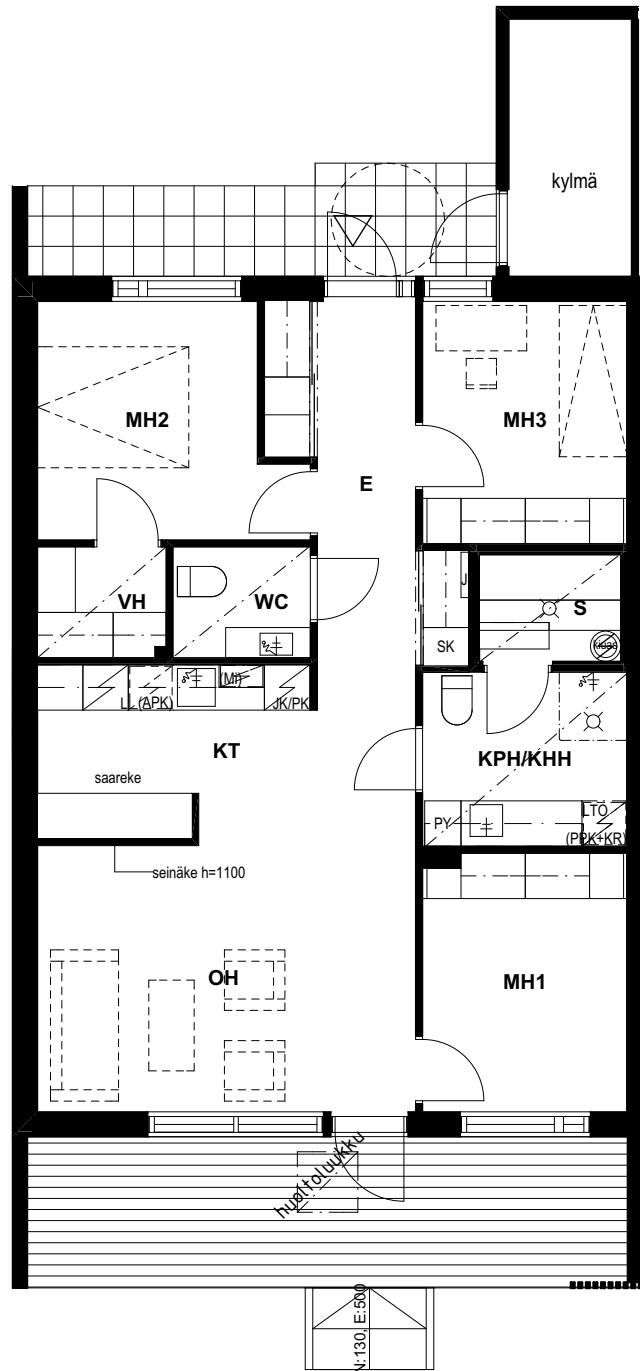 kylmä
MH2
MH3
E
VH
WC
J
S
SK
kiuas
L
(APK)
(MI)
JK/PK
KT
KPH/KHH
saareke
PY
LTO
(PPK+KR)
seinäke h=1100
OH
MH1
huoltoluukku
N:130, E:500